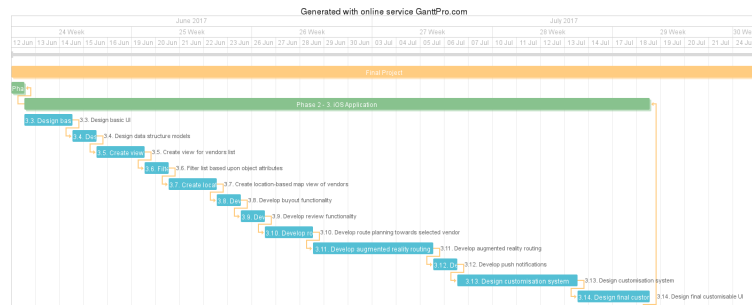 Generated with online service GanttPro.com
June 2017 July 2017
24 Week 25 Week 26 Week 27 Week 28 Week 29 Week 30 We
12 Jun 13 Jun 14 Jun 15 Jun 16 Jun 19 Jun 20 Jun 21 Jun 22 Jun 23 Jun 26 Jun 27 Jun 28 Jun 29 Jun 30 Jun 03 Jul 04 Jul 05 Jul 06 Jul 07 Jul 10 Jul 11 Jul 12 Jul 13 Jul 14 Jul 17 Jul 18 Jul 19 Jul 20 Jul 21 Jul 24 Ju
Final Project
Pha
Phase 2 - 3. iOS Application
3.3. Design bas 3.3. Design basic UI
3.4. Des 3.4. Design data structure models
3.5. Create view 3.5. Create view for vendors list
3.6. Filte 3.6. Filter list based upon object attributes
3.7. Create locat 3.7. Create location-based map view of vendors
3.8. Dev 3.8. Develop buyout functionality
3.9. Dev 3.9. Develop review functionality
3.10. Develop ro 3.10. Develop route planning towards selected vendor
3.11. Develop augmented reality routing 3.11. Develop augmented reality routing
3.12. De 3.12. Develop push notifications
3.13. Design customisation system 3.13. Design customisation system
3.14. Design final custor 3.14. Design final customisable UI